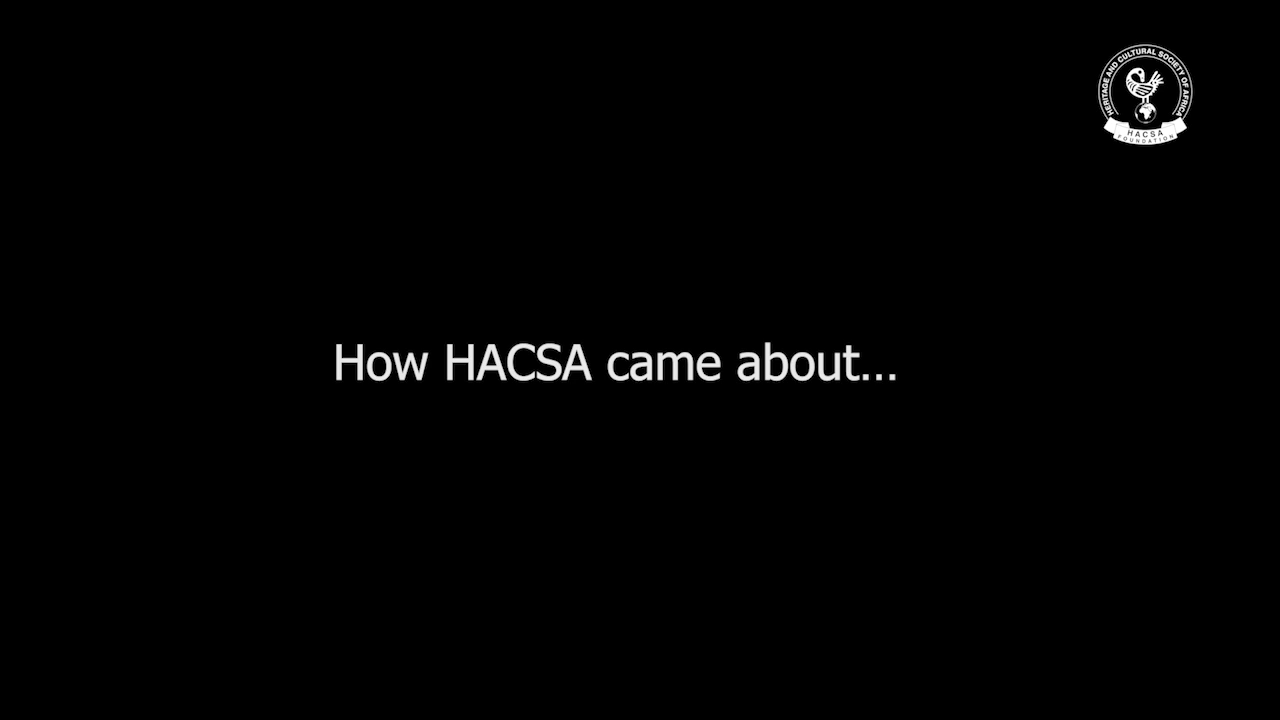 HERITAGE AND CULTURAL SOCIETY OF AFRICA
HACSA
FOUNDATION
How HACSA came about...